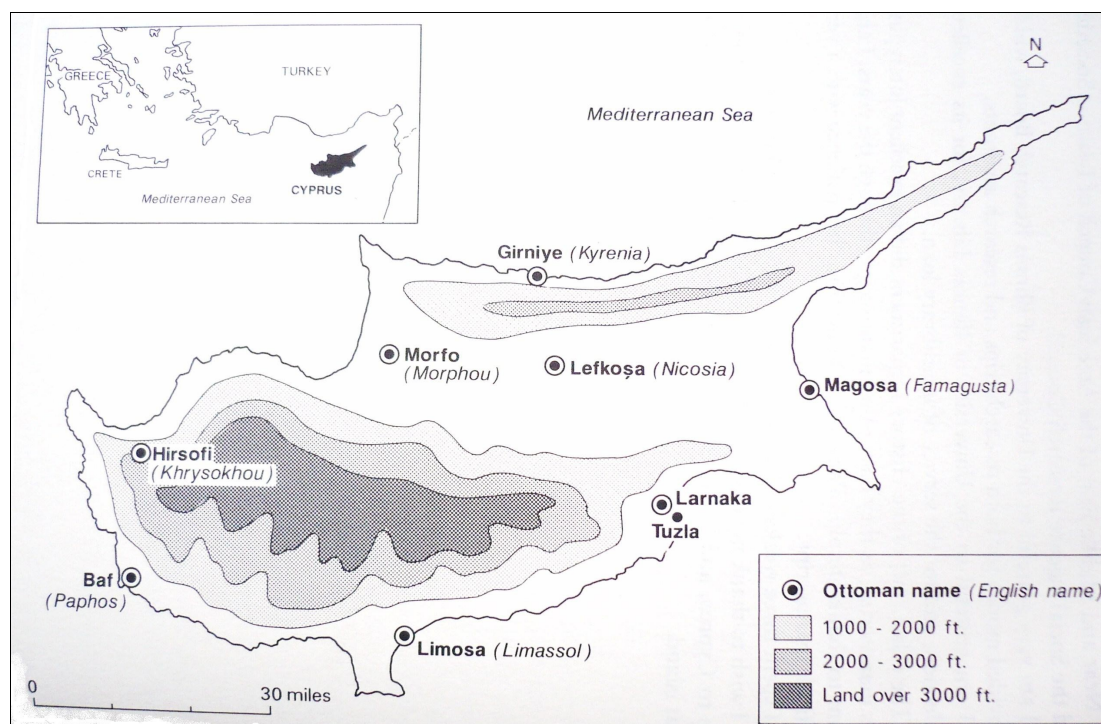 GREECE
TURKEY
CRETE
CYPRUS
Mediterranean Sea
N
Mediterranean Sea
Girniye (Kyrenia)
Morfo
(Morphou)
Lefkoşa (Nicosia)
Magosa (Famagusta)
Hirsofi
(Khrysokhou)
Larnaka
Tuzla
Baf
(Paphos)
Limosa (Limassol)
0 30 miles
Ottoman name (English name)
1000 - 2000 ft.
2000 - 3000 ft.
Land over 3000 ft.